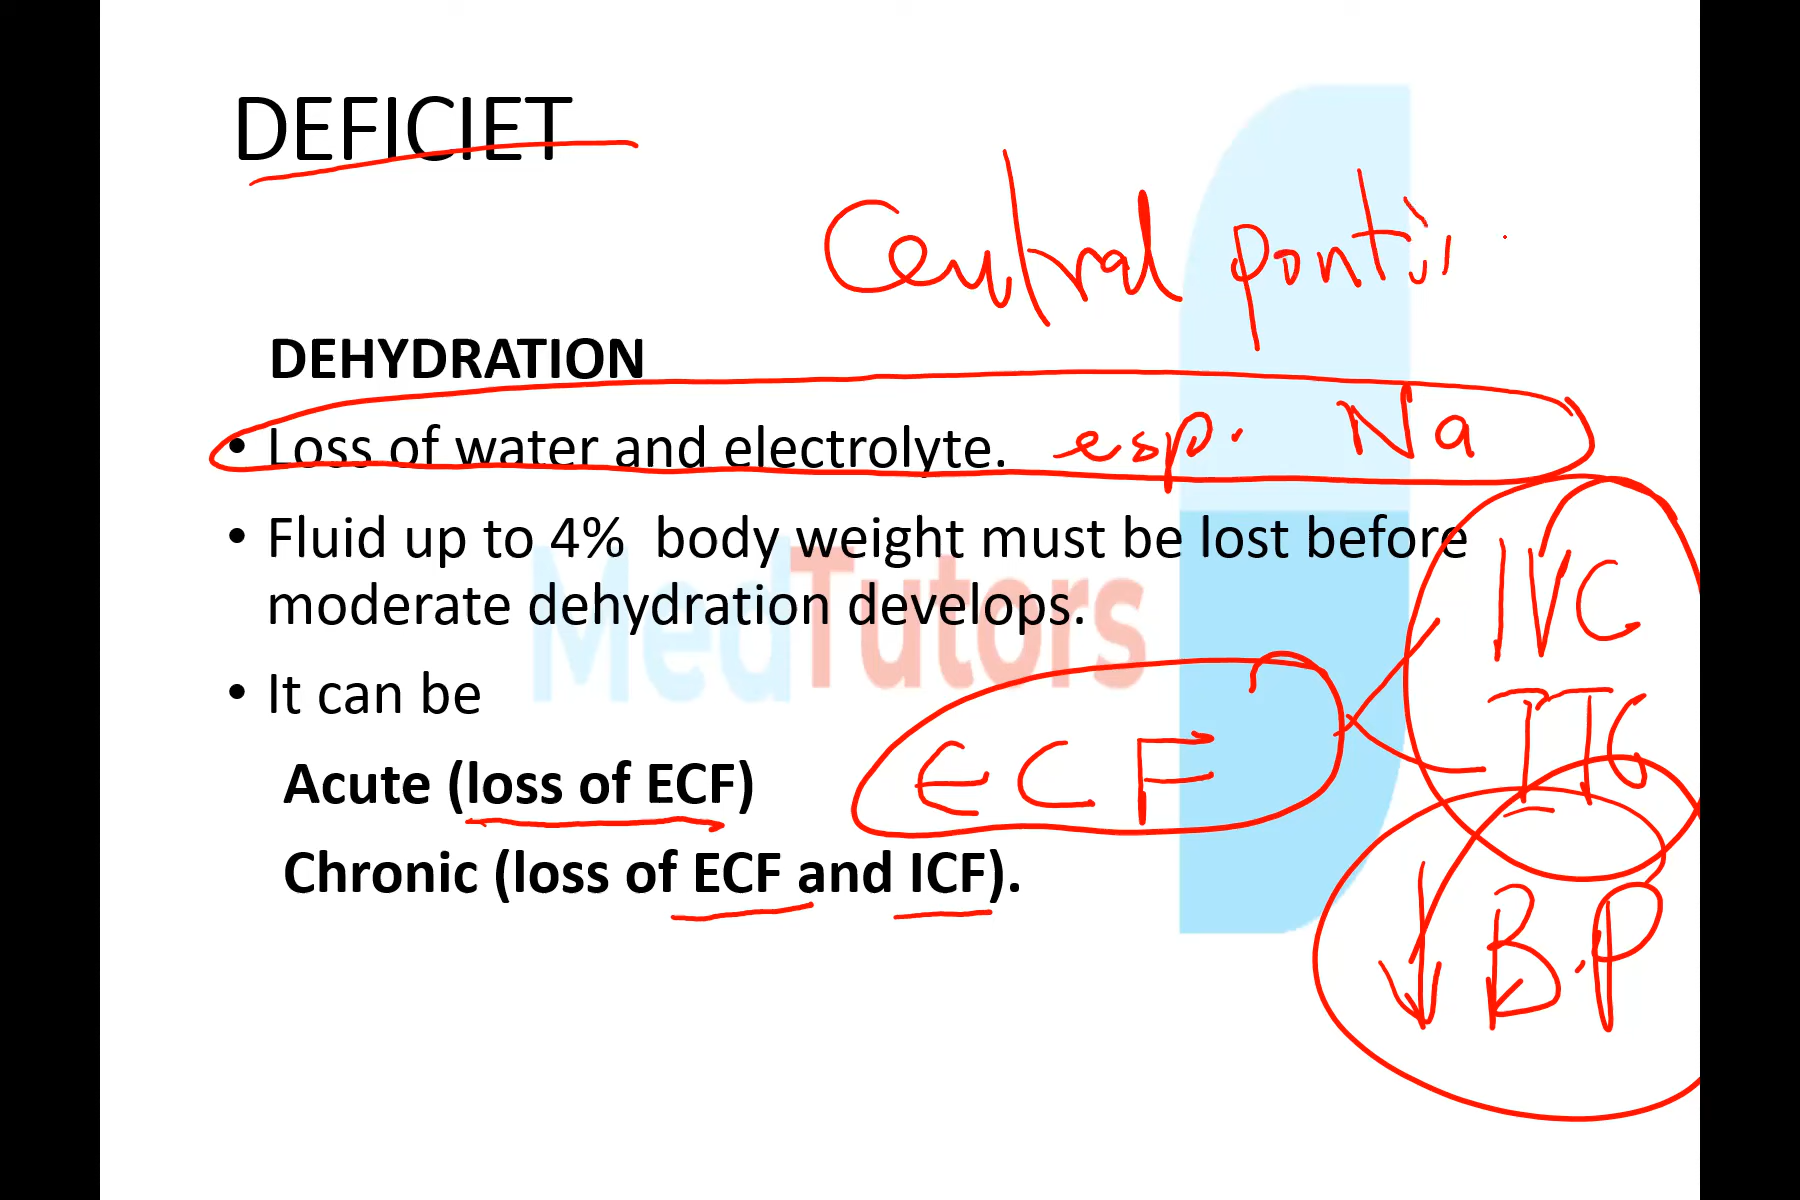 DEFICIET
Central ponti
DEHYDRATION
• Loss of water and electrolyte. esp. Na
• Fluid up to 4% body weight must be lost before
moderate dehydration develops.
IVC
MedTutors
• It can be
Acute (loss of ECF)
ECF
Chronic (loss of ECF and ICF).
↓ B.P